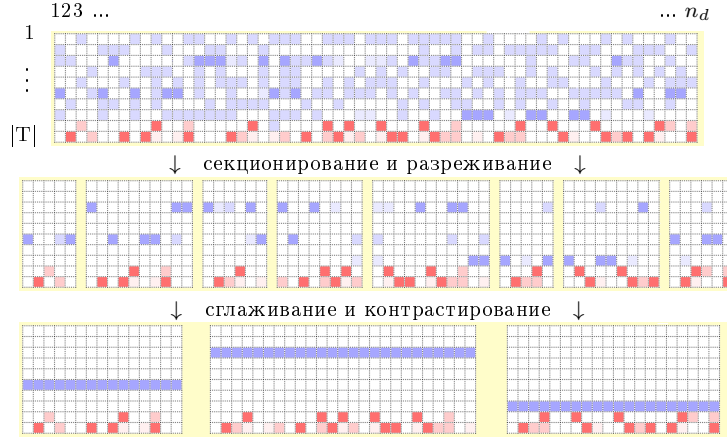 123 ... ... n_d
1
⋮
|T|
↓ секционирование и разреживание ↓
↓ сглаживание и контрастирование ↓